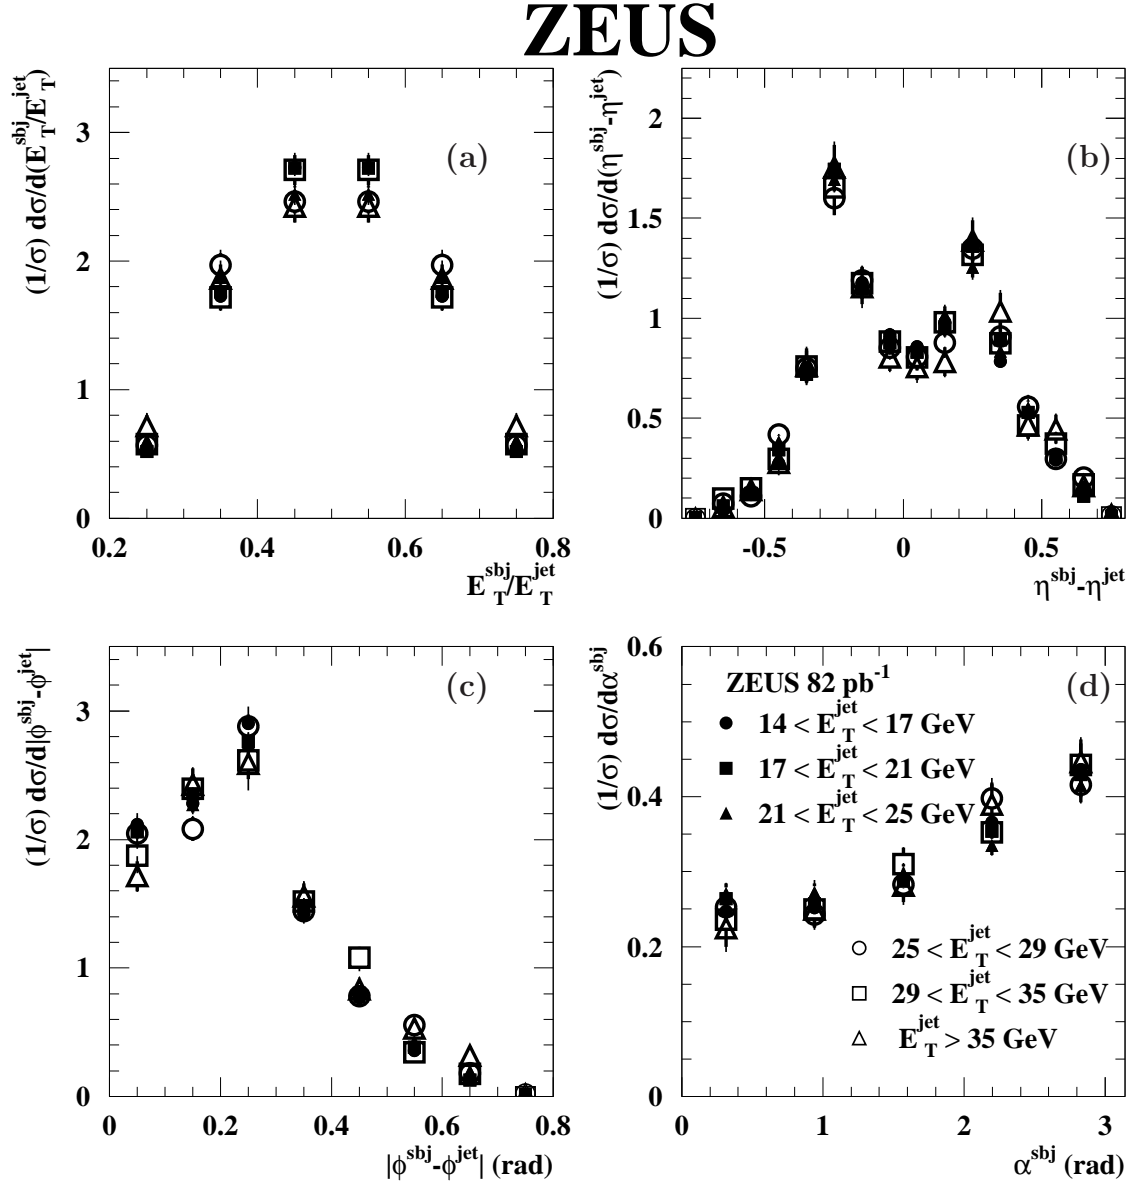 ZEUS
(1/σ) dσ/d(E_T^sbj/E_T^jet)
3
2
1
0
(a)
0.2 0.4 0.6 0.8
E_T^sbj/E_T^jet
(1/σ) dσ/d(η^sbj-η^jet)
2
1.5
1
0.5
0
(b)
-0.5 0 0.5
η^sbj-η^jet
(1/σ) dσ/d|ϕ^sbj-ϕ^jet|
3
2
1
0
(c)
0 0.2 0.4 0.6 0.8
|ϕ^sbj-ϕ^jet| (rad)
(1/σ) dσ/dα^sbj
0.6
0.4
0.2
0
(d)
ZEUS 82 pb^-1
14 < E_T^jet < 17 GeV
17 < E_T^jet < 21 GeV
21 < E_T^jet < 25 GeV
25 < E_T^jet < 29 GeV
29 < E_T^jet < 35 GeV
E_T^jet > 35 GeV
0 1 2 3
α^sbj (rad)